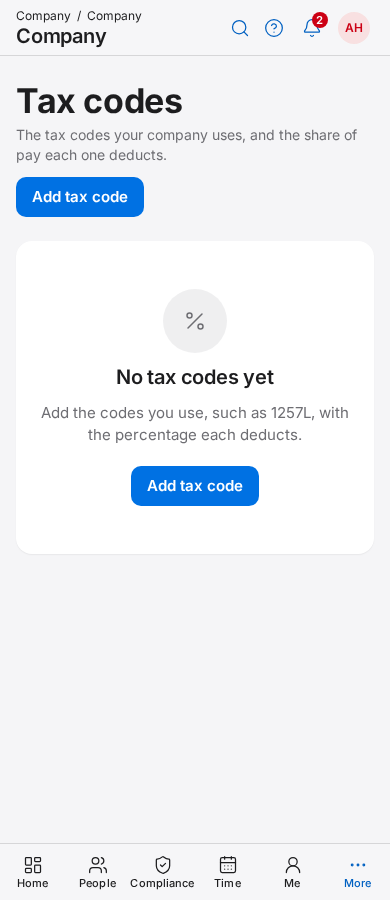 Company / Company
Company
2
AH
Tax codes
The tax codes your company uses, and the share of
pay each one deducts.
Add tax code
No tax codes yet
Add the codes you use, such as 1257L, with
the percentage each deducts.
Add tax code
Home
People
Compliance
Time
Me
More